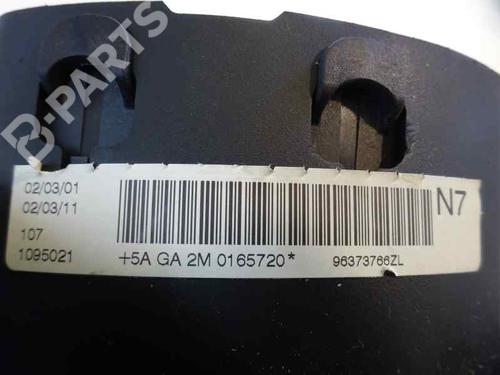 B-PARTS
02/03/01
02/03/11
107
1095021
+5A GA 2M 0165720*
96373766ZL
N7